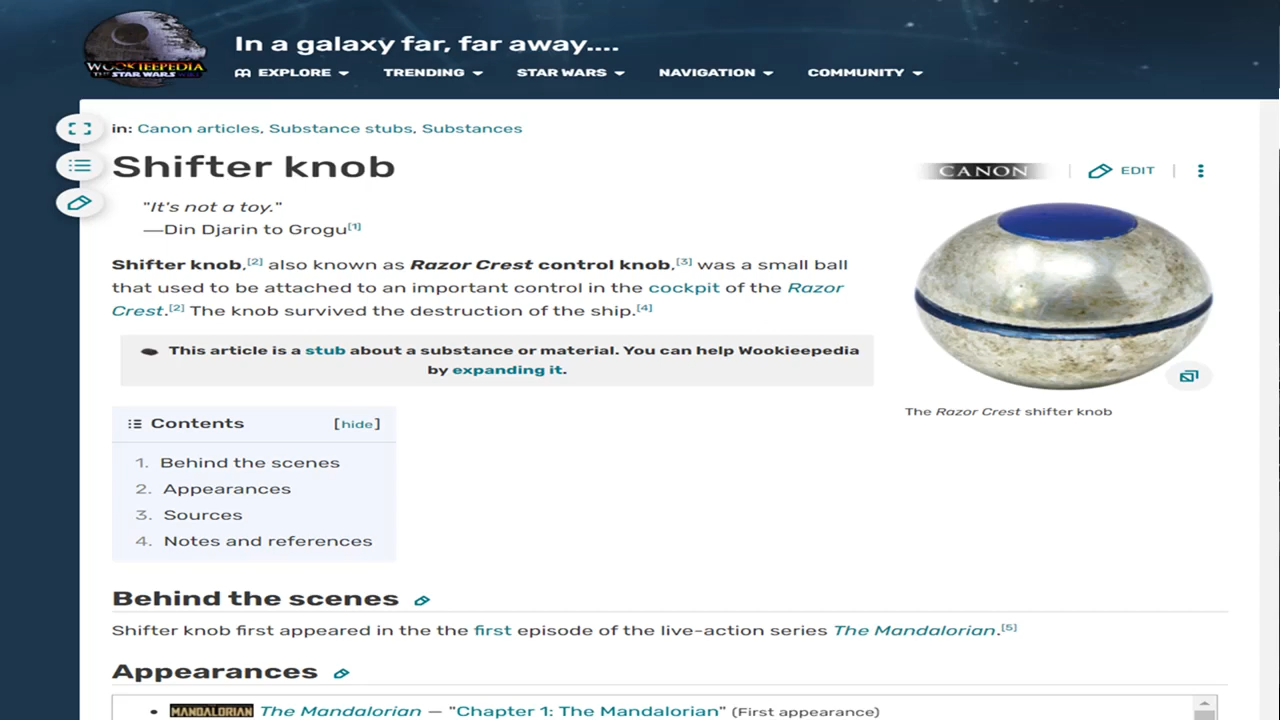 In a galaxy far, far away....
WOOKIEEPEDIA
THE STAR WARS WIKI
EXPLORE
TRENDING
STAR WARS
NAVIGATION
COMMUNITY
in: Canon articles, Substance stubs, Substances
Shifter knob
CANON
EDIT
"It's not a toy."
—Din Djarin to Grogu[1]
Shifter knob,[2] also known as Razor Crest control knob,[3] was a small ball
that used to be attached to an important control in the cockpit of the Razor
Crest.[2] The knob survived the destruction of the ship.[4]
This article is a stub about a substance or material. You can help Wookieepedia
by expanding it.
The Razor Crest shifter knob
Contents [hide]
1. Behind the scenes
2. Appearances
3. Sources
4. Notes and references
Behind the scenes
Shifter knob first appeared in the the first episode of the live-action series The Mandalorian.[5]
Appearances
• MANDALORIAN The Mandalorian — "Chapter 1: The Mandalorian" (First appearance)